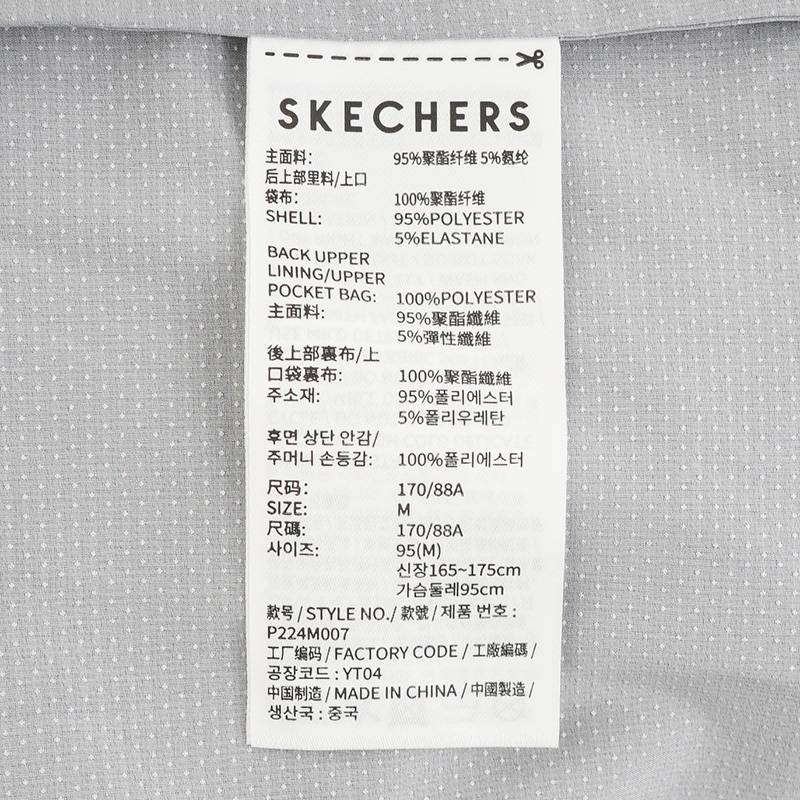 SKECHERS
主面料: 95%聚酯纤维 5%氨纶
后上部里料/上口
袋布: 100%聚酯纤维
SHELL: 95%POLYESTER
5%ELASTANE
BACK UPPER
LINING/UPPER
POCKET BAG: 100%POLYESTER
主面料: 95%聚酯纖維
5%彈性纖維
後上部裏布/上
口袋裏布: 100%聚酯纖維
주소재: 95%폴리에스터
5%폴리우레탄
후면 상단 안감/
주머니 손등감: 100%폴리에스터
尺码: 170/88A
SIZE: M
尺碼: 170/88A
사이즈: 95(M)
신장165~175cm
가슴둘레95cm
款号 / STYLE NO./ 款號 / 제품 번호 :
P224M007
工厂编码 / FACTORY CODE / 工廠編碼 /
공장코드 : YT04
中国制造 / MADE IN CHINA / 中國製造 /
생산국 : 중국